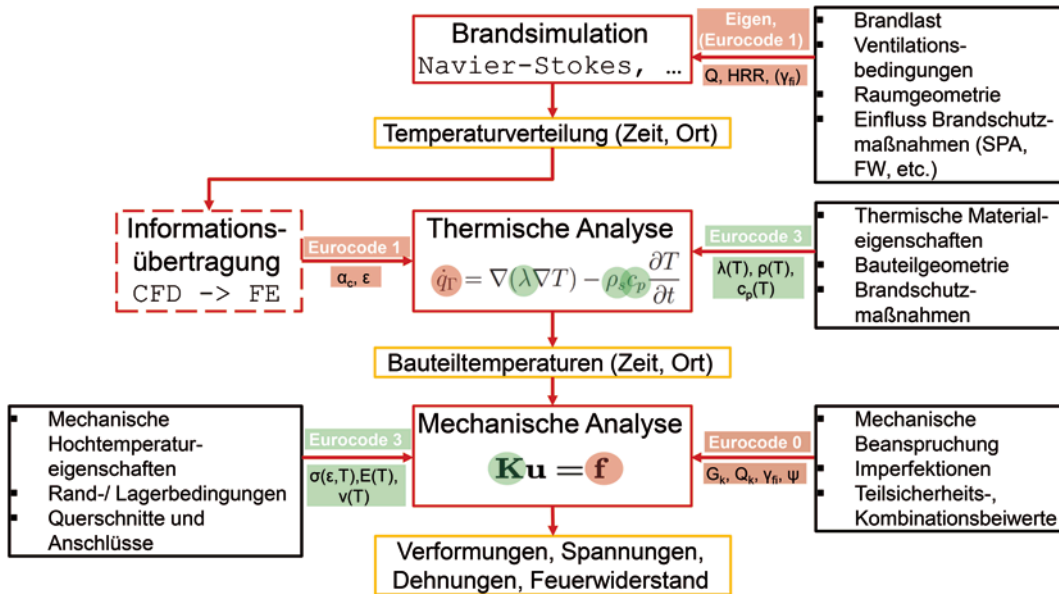 Brandsimulation
Navier-Stokes, …
Eigen,
(Eurocode 1)
Q, HRR, (γfi)
▪ Brandlast
▪ Ventilations-
bedingungen
▪ Raumgeometrie
▪ Einfluss Brandschutz-
maßnahmen (SPA,
FW, etc.)
Temperaturverteilung (Zeit, Ort)
Informations-
übertragung
CFD -> FE
Eurocode 1
αc, ε
Thermische Analyse
q̇Γ = ∇(λ∇T) − ρs cp ∂T/∂t
Eurocode 3
λ(T), ρ(T),
cp(T)
▪ Thermische Material-
eigenschaften
▪ Bauteilgeometrie
▪ Brandschutz-
maßnahmen
Bauteiltemperaturen (Zeit, Ort)
▪ Mechanische
Hochtemperatur-
eigenschaften
▪ Rand-/ Lagerbedingungen
▪ Querschnitte und
Anschlüsse
Eurocode 3
σ(ε,T),E(T),
ν(T)
Mechanische Analyse
Ku = f
Eurocode 0
Gk, Qk, γfi, ψ
▪ Mechanische
Beanspruchung
▪ Imperfektionen
▪ Teilsicherheits-,
Kombinationsbeiwerte
Verformungen, Spannungen,
Dehnungen, Feuerwiderstand